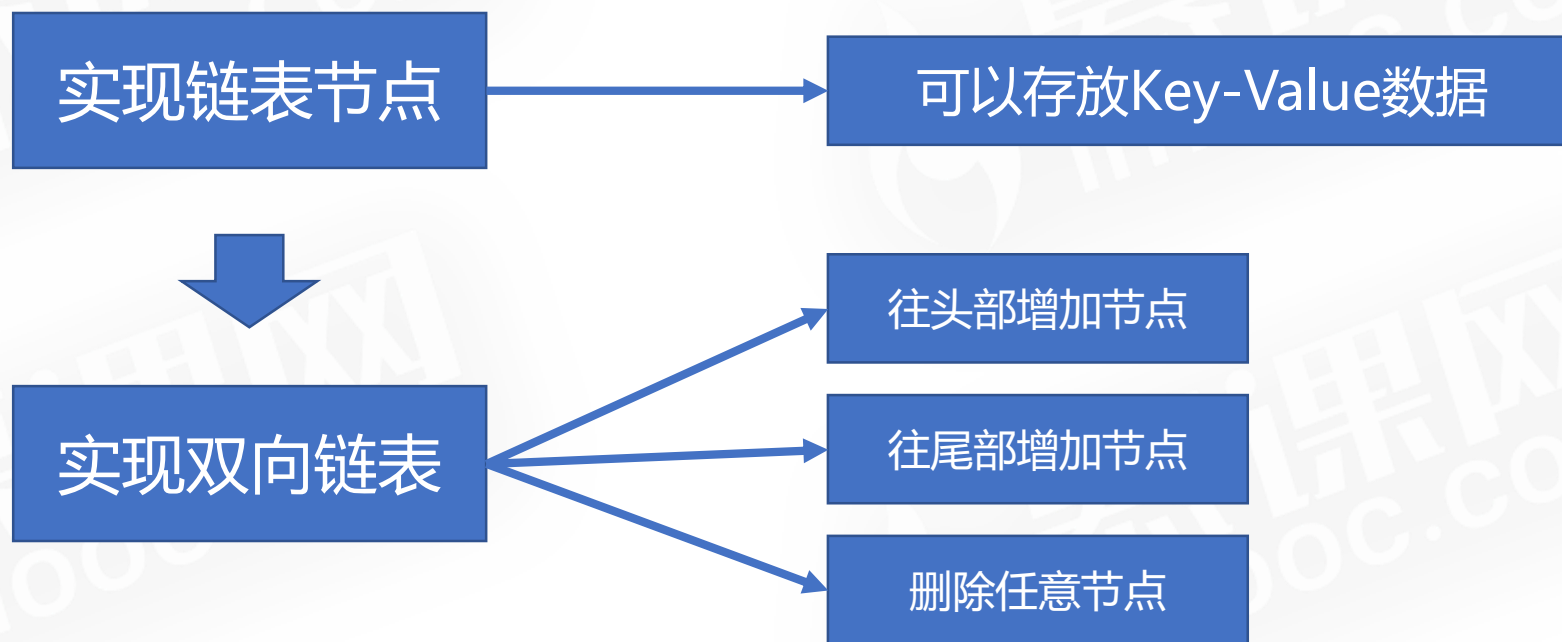 实现链表节点
可以存放Key-Value数据
实现双向链表
往头部增加节点
往尾部增加节点
删除任意节点